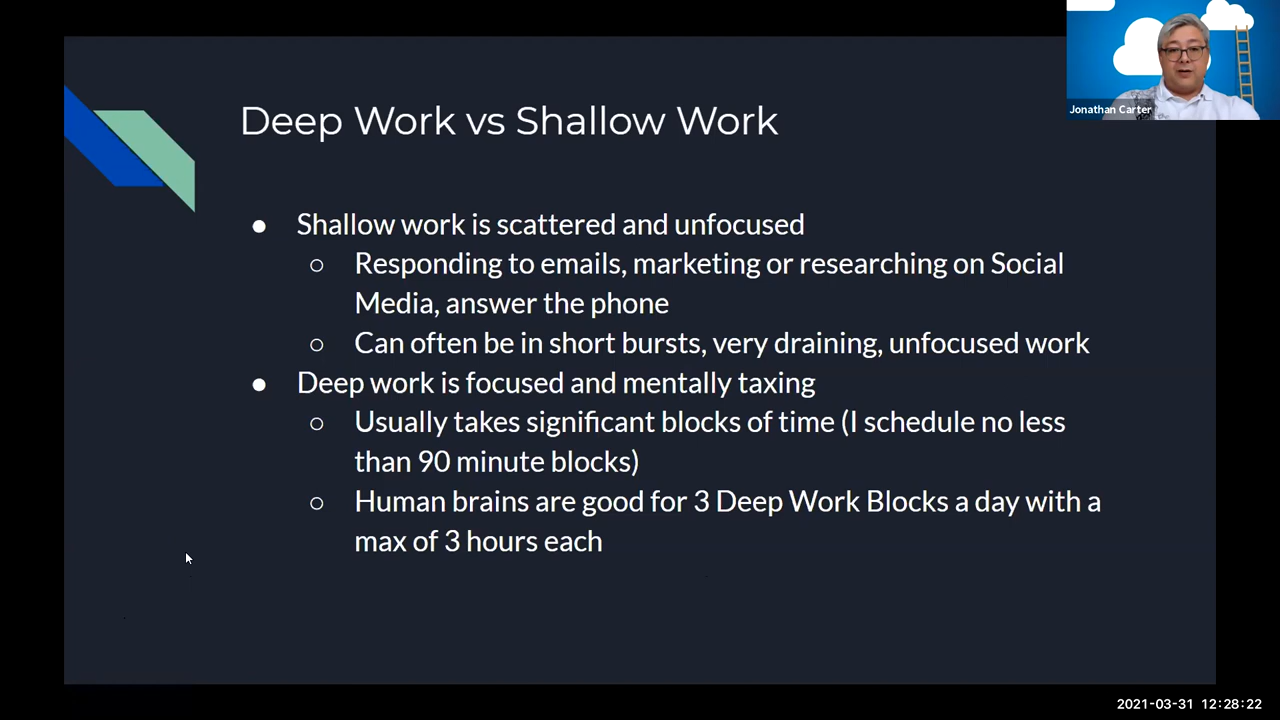 Jonathan Carter
Deep Work vs Shallow Work
● Shallow work is scattered and unfocused
○ Responding to emails, marketing or researching on Social
Media, answer the phone
○ Can often be in short bursts, very draining, unfocused work
● Deep work is focused and mentally taxing
○ Usually takes significant blocks of time (I schedule no less
than 90 minute blocks)
○ Human brains are good for 3 Deep Work Blocks a day with a
max of 3 hours each
2021-03-31 12:28:22